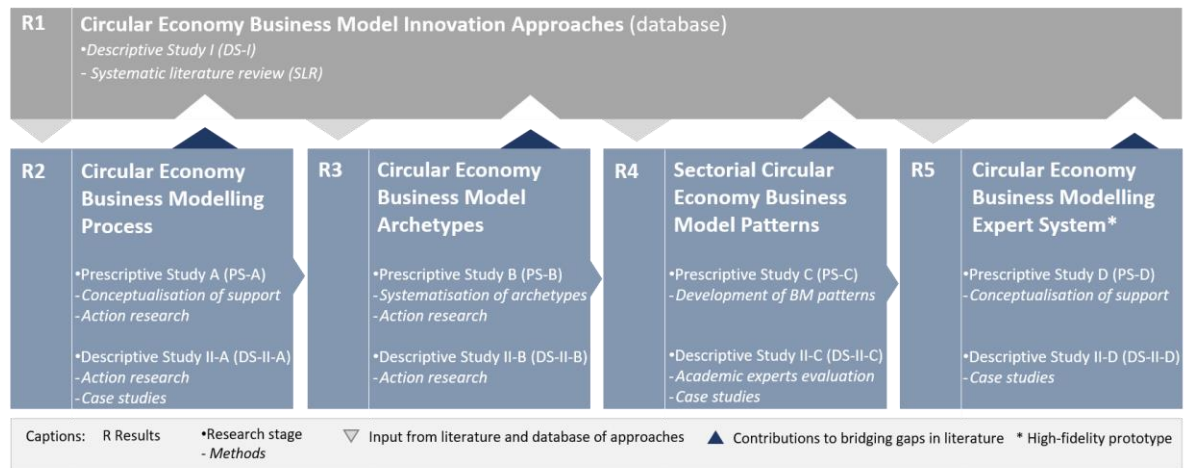 R1
Circular Economy Business Model Innovation Approaches (database)
•Descriptive Study I (DS-I)
- Systematic literature review (SLR)
R2
Circular Economy
Business Modelling
Process
•Prescriptive Study A (PS-A)
-Conceptualisation of support
-Action research
•Descriptive Study II-A (DS-II-A)
-Action research
-Case studies
R3
Circular Economy
Business Model
Archetypes
•Prescriptive Study B (PS-B)
-Systematisation of archetypes
-Action research
•Descriptive Study II-B (DS-II-B)
-Action research
R4
Sectorial Circular
Economy Business
Model Patterns
•Prescriptive Study C (PS-C)
-Development of BM patterns
•Descriptive Study II-C (DS-II-C)
-Academic experts evaluation
-Case studies
R5
Circular Economy
Business Modelling
Expert System*
•Prescriptive Study D (PS-D)
-Conceptualisation of support
•Descriptive Study II-D (DS-II-D)
-Case studies
Captions: R Results •Research stage Input from literature and database of approaches Contributions to bridging gaps in literature * High-fidelity prototype
- Methods